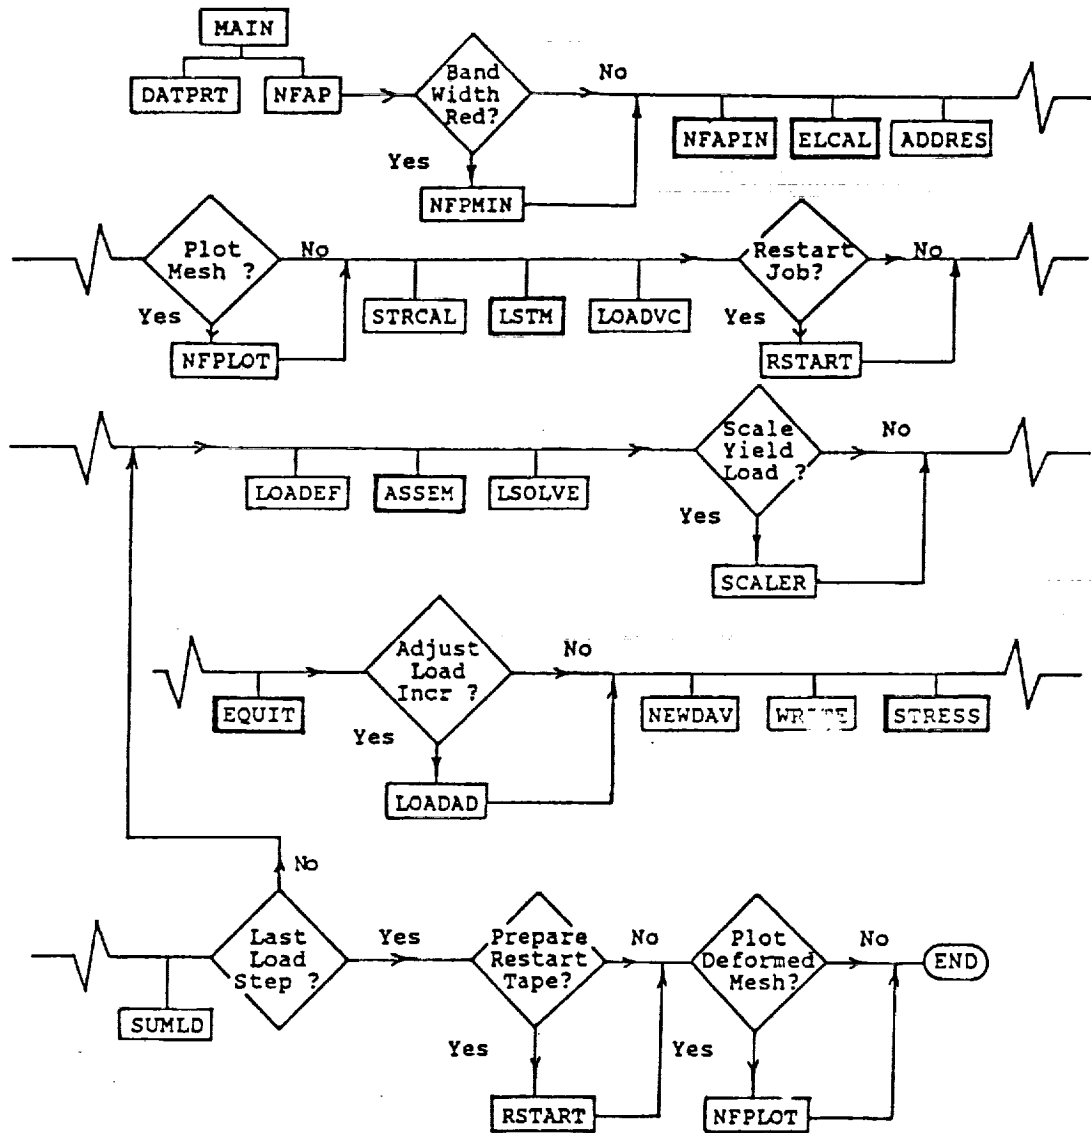 MAIN
DATPRT
NFAP
Band
Width
Red?
No
Yes
NFPMIN
NFAPIN
ELCAL
ADDRES
Plot
Mesh ?
No
Yes
NFPLOT
STRCAL
LSTM
LOADVC
Restart
Job?
No
Yes
RSTART
LOADEF
ASSEM
LSOLVE
Scale
Yield
Load ?
No
Yes
SCALER
EQUIT
Adjust
Load
Incr ?
No
Yes
LOADAD
NEWDAV
WRITE
STRESS
SUMLD
Last
Load
Step ?
No
Yes
Prepare
Restart
Tape?
No
Yes
RSTART
Plot
Deformed
Mesh?
No
Yes
NFPLOT
END